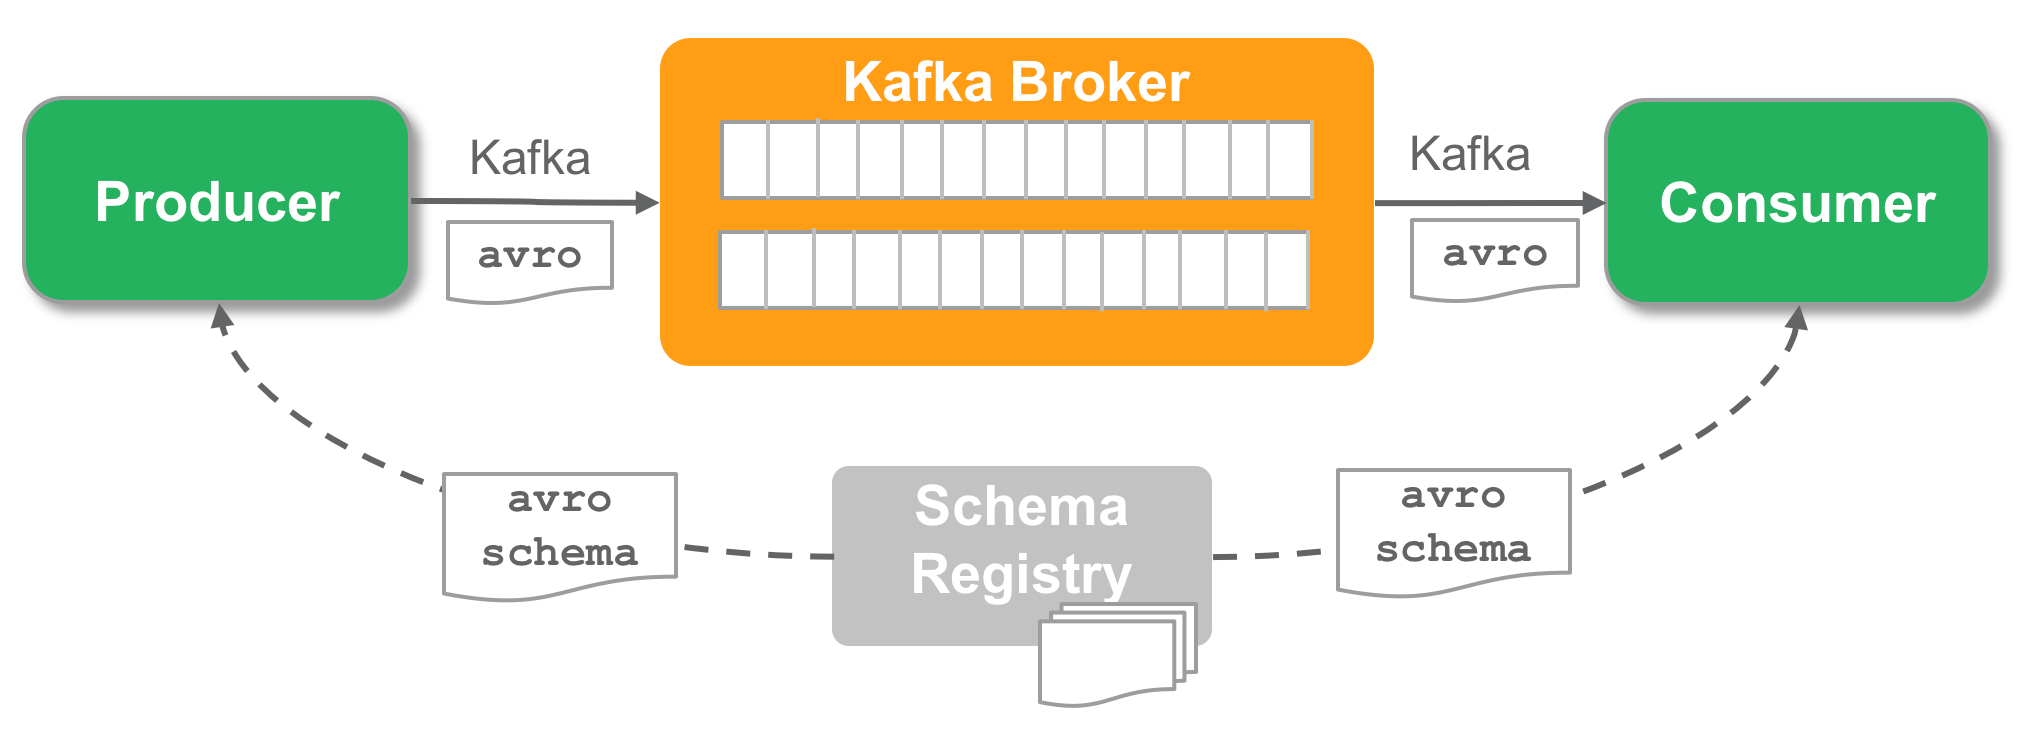 Kafka Broker
Producer
Kafka
avro
Kafka
avro
Consumer
avro
schema
Schema
Registry
avro
schema